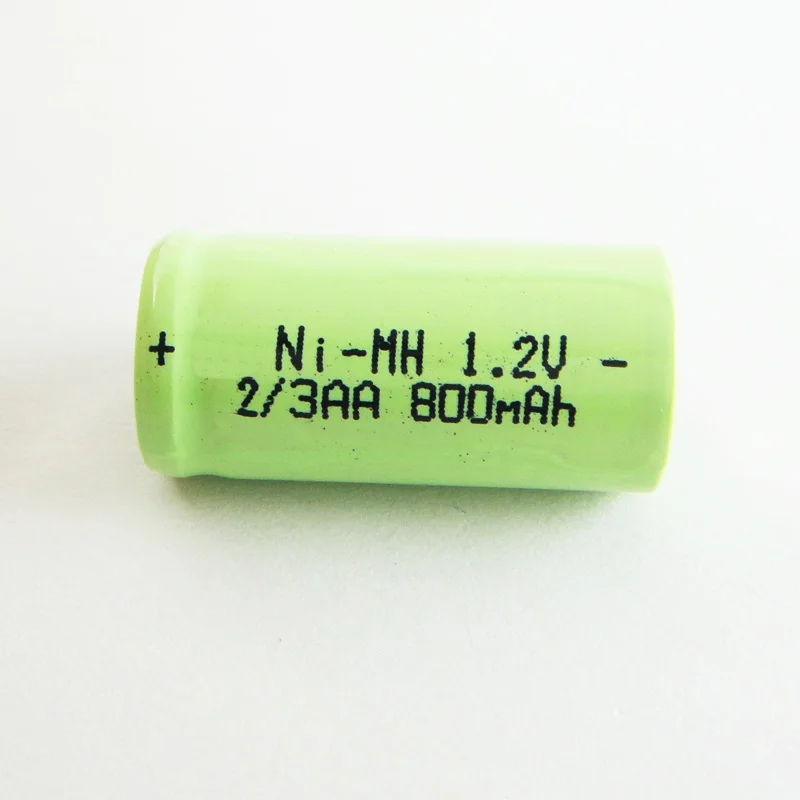 + Ni-MH 1.2V -
2/3AA 800mAh